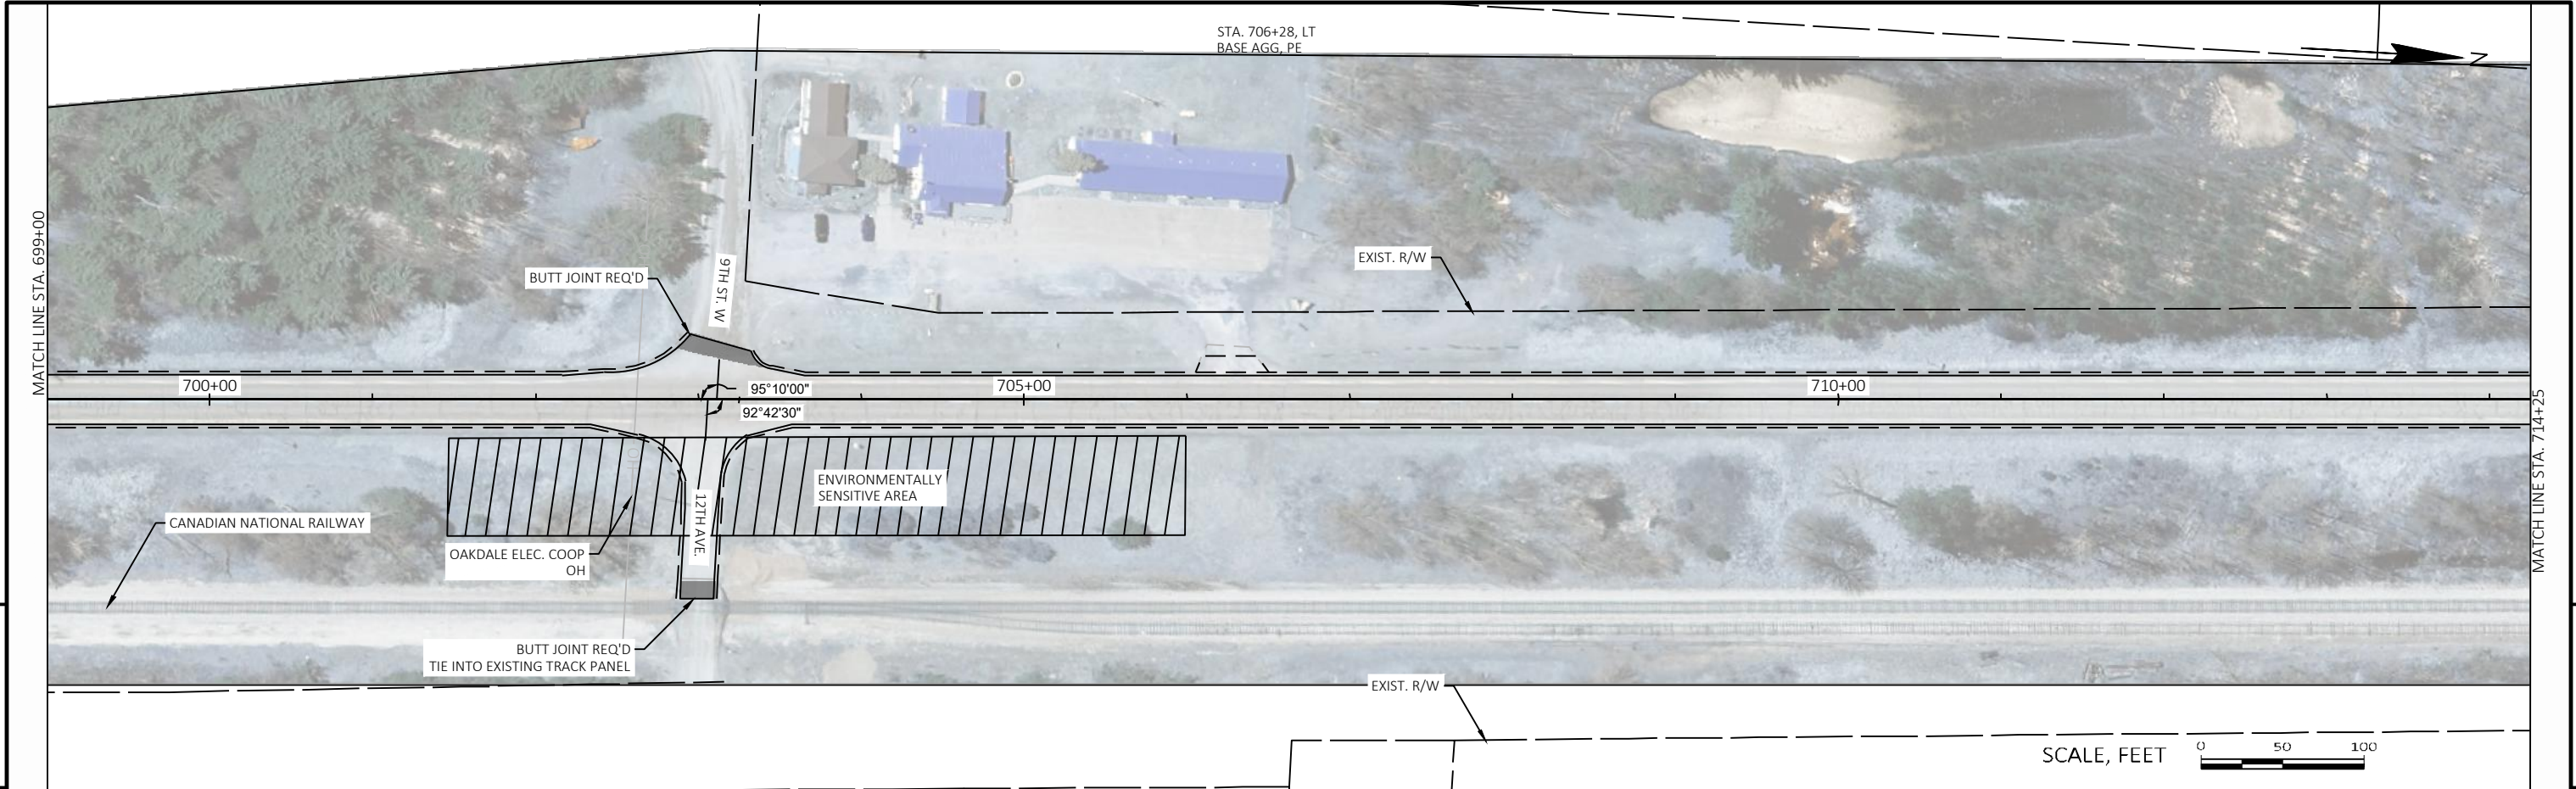 STA. 706+28, LT
BASE AGG, PE
MATCH LINE STA. 699+00
BUTT JOINT REQ'D
9TH ST. W
EXIST. R/W
700+00
705+00
710+00
95°10'00"
92°42'30"
ENVIRONMENTALLY
SENSITIVE AREA
12TH AVE.
CANADIAN NATIONAL RAILWAY
OAKDALE ELEC. COOP
OH
OH
BUTT JOINT REQ'D
TIE INTO EXISTING TRACK PANEL
EXIST. R/W
MATCH LINE STA. 714+25
SCALE, FEET
0 50 100